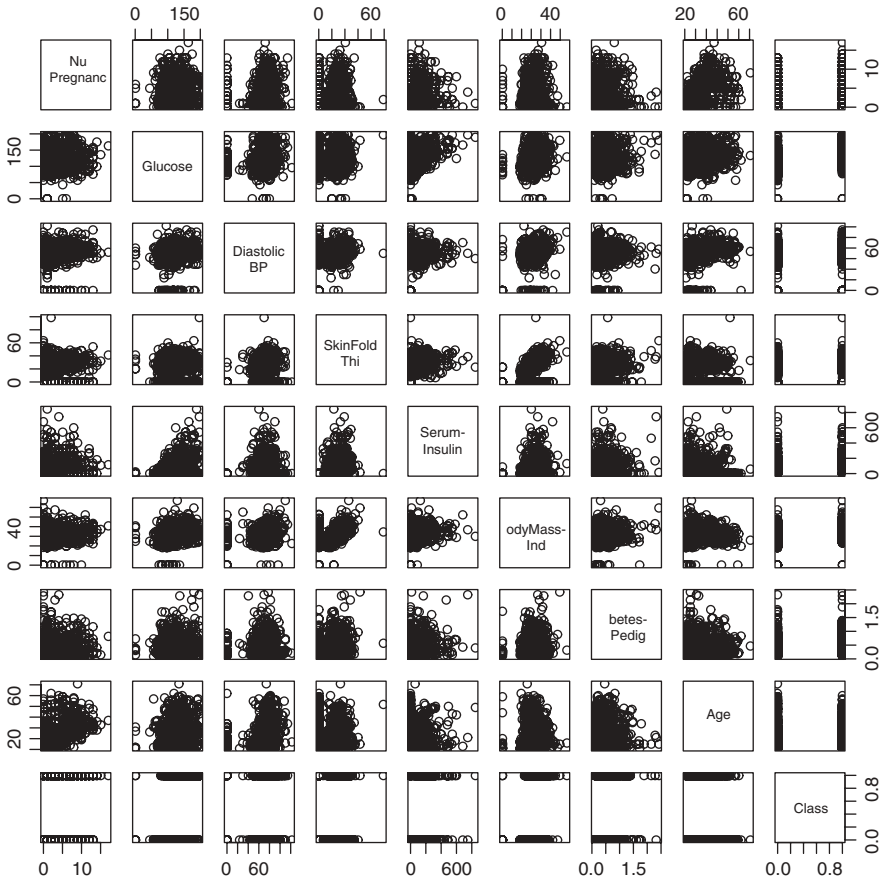 0 150 0 60 0 40 20 60
Nu
Pregnanc
0 10
0 150
Glucose
Diastolic
BP
0 60
0 60
SkinFold
Thi
Serum-
Insulin
0 600
0 40
odyMass-
Ind
betes-
Pedig
0.0 1.5
20 60
Age
Class
0.0 0.8
0 10 0 60 0 600 0.0 1.5 0.0 0.8